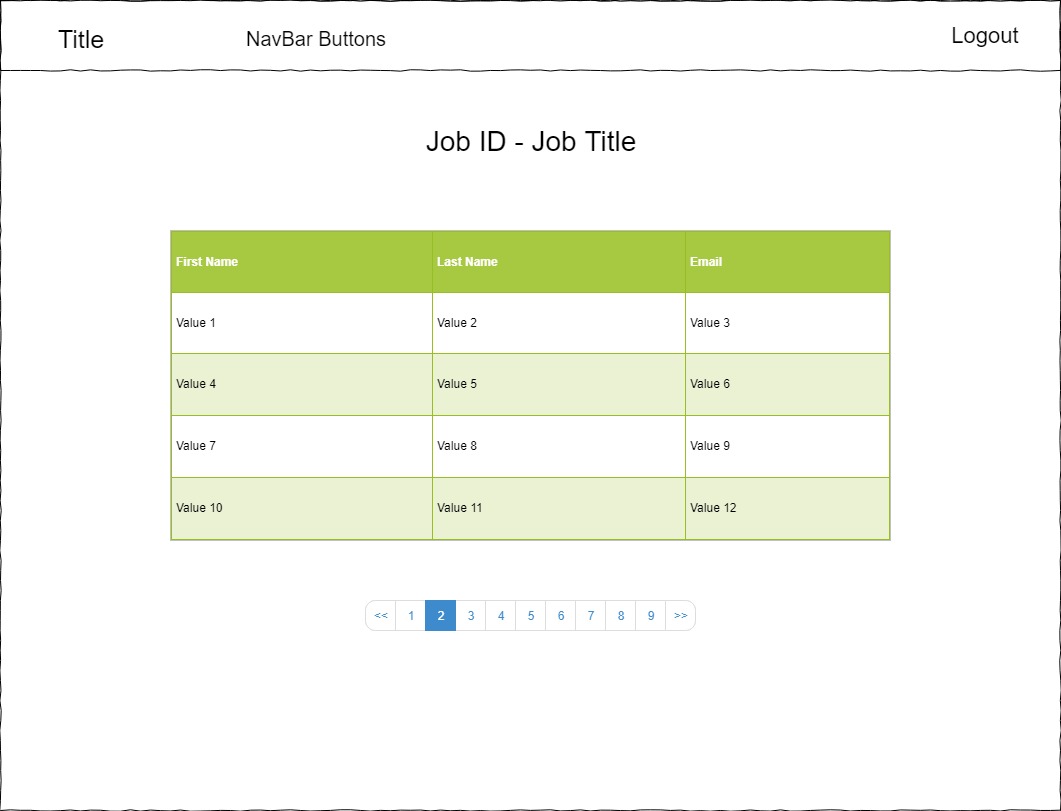 Title NavBar Buttons Logout
Job ID - Job Title
First Name Last Name Email
Value 1 Value 2 Value 3
Value 4 Value 5 Value 6
Value 7 Value 8 Value 9
Value 10 Value 11 Value 12
<< 1 2 3 4 5 6 7 8 9 >>